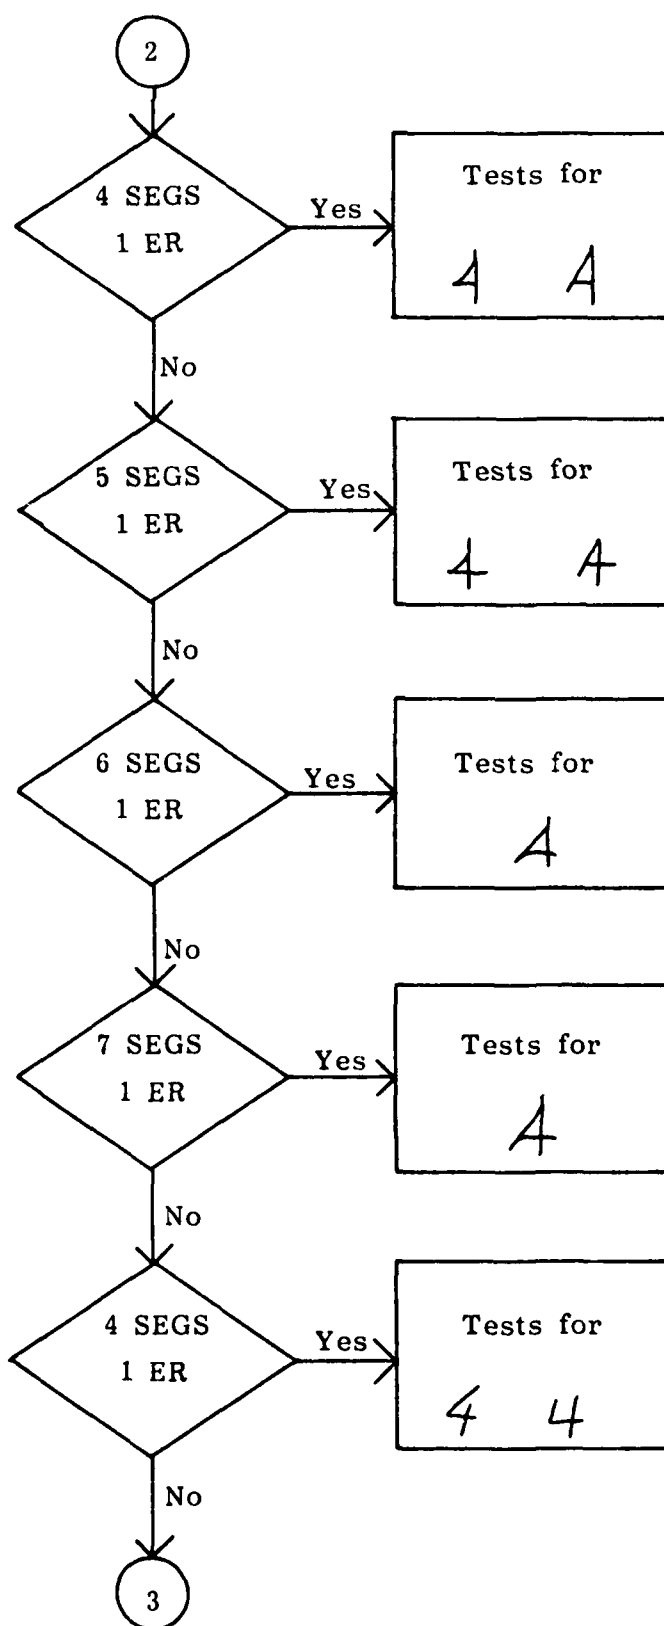 2
4 SEGS
1 ER
Yes
Tests for
4 A
No
5 SEGS
1 ER
Yes
Tests for
4 A
No
6 SEGS
1 ER
Yes
Tests for
A
No
7 SEGS
1 ER
Yes
Tests for
A
No
4 SEGS
1 ER
Yes
Tests for
4 4
No
3